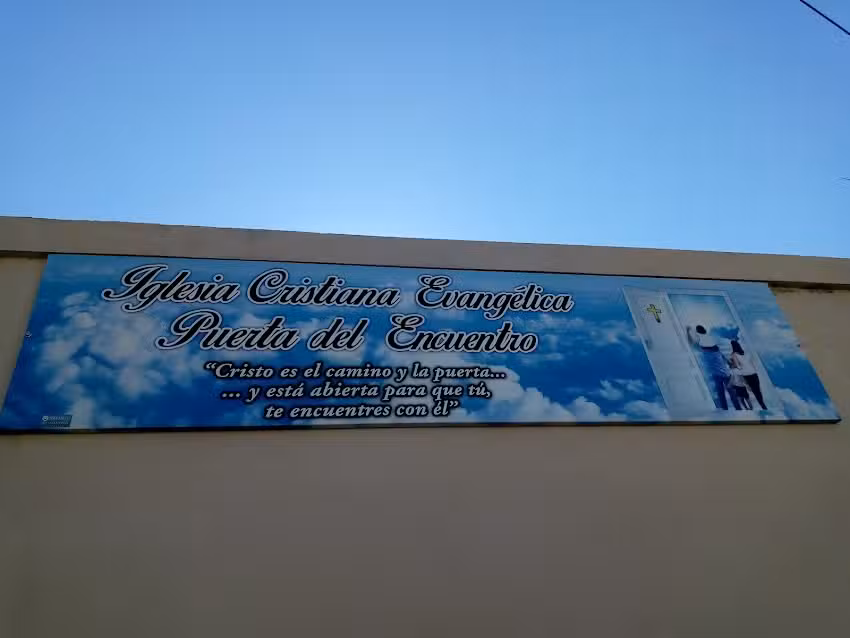 Iglesia Cristiana Evangélica
Puerta del Encuentro
“Cristo es el camino y la puerta...
... y está abierta para que tú,
te encuentres con él”